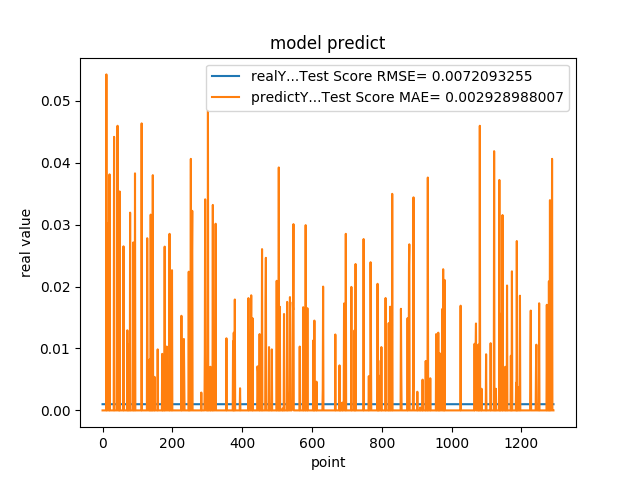 model predict
realY...Test Score RMSE= 0.0072093255
predictY...Test Score MAE= 0.002928988007
real value
0.05
0.04
0.03
0.02
0.01
0.00
0 200 400 600 800 1000 1200
point